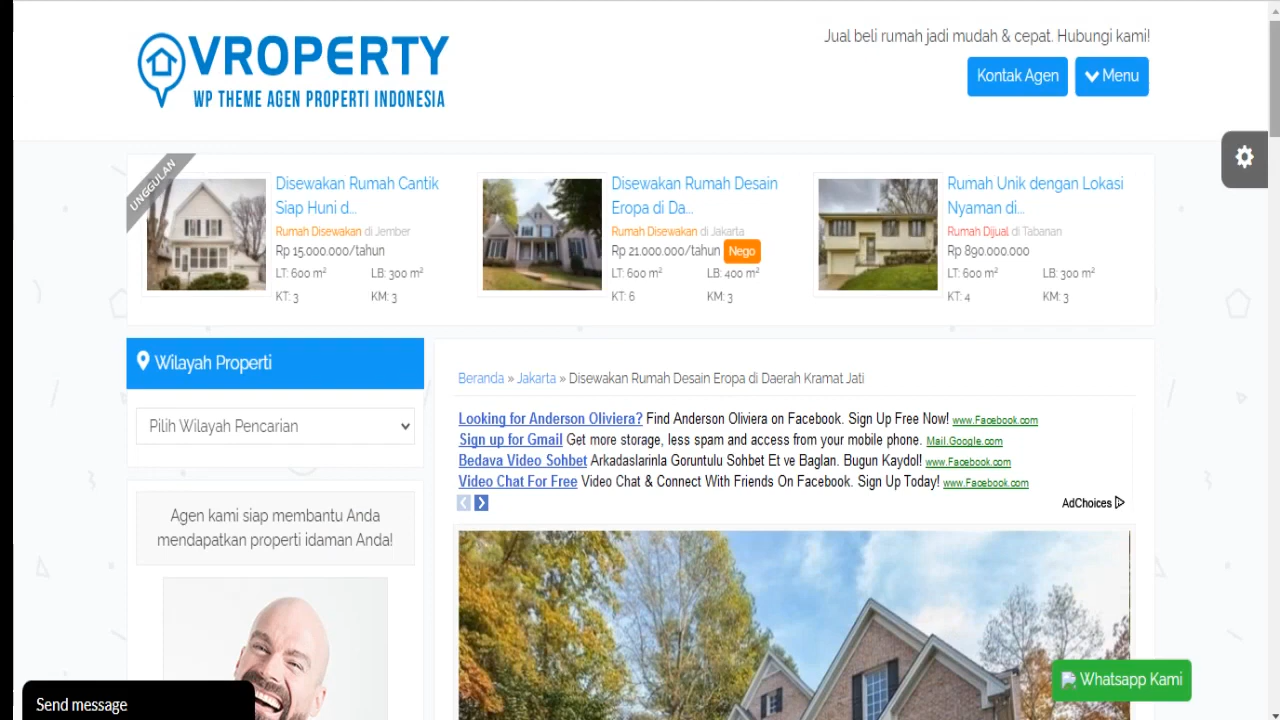 VROPERTY
WP THEME AGEN PROPERTI INDONESIA
Jual beli rumah jadi mudah & cepat. Hubungi kami!
Kontak Agen
Menu
UNGGULAN
Disewakan Rumah Cantik
Siap Huni d...
Rumah Disewakan di Jember
Rp 15.000.000/tahun
LT: 600 m² LB: 300 m²
KT: 3 KM: 3
Disewakan Rumah Desain
Eropa di Da...
Rumah Disewakan di Jakarta
Rp 21.000.000/tahun Nego
LT: 600 m² LB: 400 m²
KT: 6 KM: 3
Rumah Unik dengan Lokasi
Nyaman di...
Rumah Dijual di Tabanan
Rp 890.000.000
LT: 600 m² LB: 300 m²
KT: 4 KM: 3
Wilayah Properti
Pilih Wilayah Pencarian
Agen kami siap membantu Anda
mendapatkan properti idaman Anda!
Send message
Beranda » Jakarta » Disewakan Rumah Desain Eropa di Daerah Kramat Jati
Looking for Anderson Oliviera? Find Anderson Oliviera on Facebook. Sign Up Free Now! www.Facebook.com
Sign up for Gmail Get more storage, less spam and access from your mobile phone. Mail.Google.com
Bedava Video Sohbet Arkadaslarinla Goruntulu Sohbet Et ve Baglan. Bugun Kaydol! www.Facebook.com
Video Chat For Free Video Chat & Connect With Friends On Facebook. Sign Up Today! www.Facebook.com
AdChoices
Whatsapp Kami